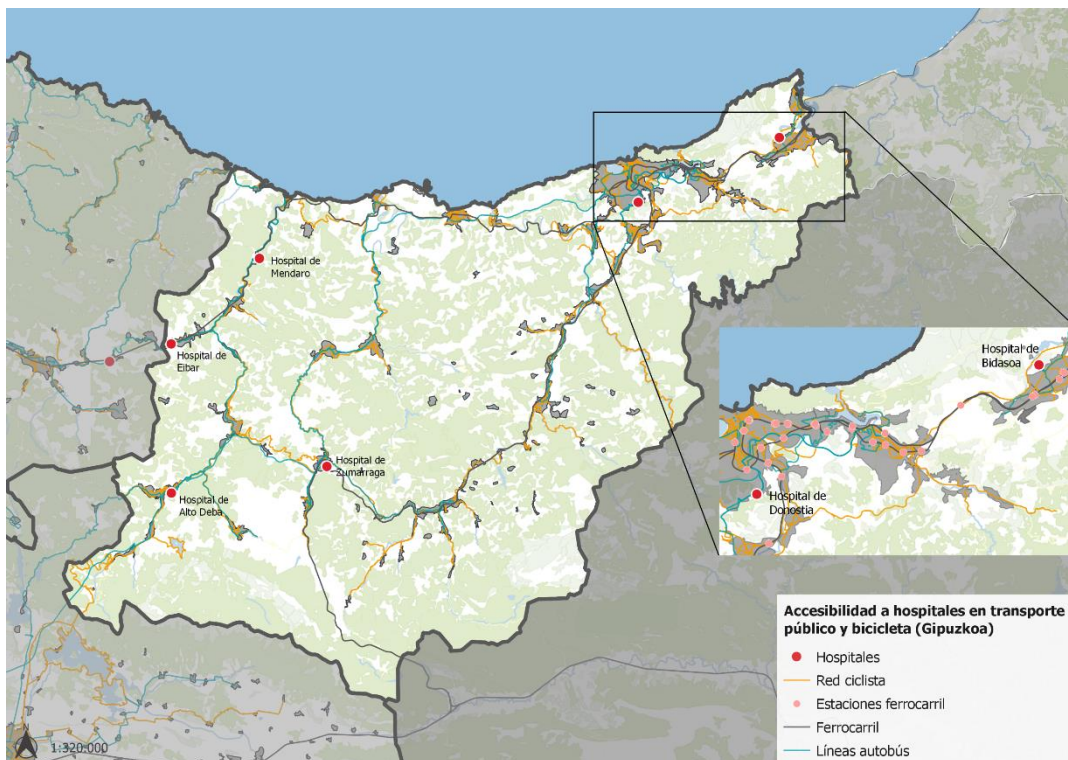 Hospital de
Mendaro
Hospital de
Eibar
Hospital de
Zumarraga
Hospital de
Alto Deba
Hospital de
Bidasoa
Hospital de
Donostia
Accesibilidad a hospitales en transporte
público y bicicleta (Gipuzkoa)
Hospitales
Red ciclista
Estaciones ferrocarril
Ferrocarril
Líneas autobús
1:320.000